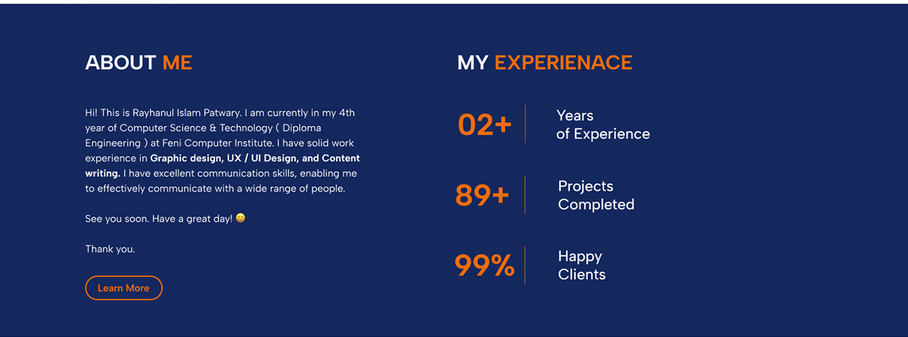 ABOUT ME
Hi! This is Rayhanul Islam Patwary. I am currently in my 4th
year of Computer Science & Technology ( Diploma
Engineering ) at Feni Computer Institute. I have solid work
experience in Graphic design, UX / UI Design, and Content
writing. I have excellent communication skills, enabling me
to effectively communicate with a wide range of people.
See you soon. Have a great day! 😀
Thank you.
Learn More
MY EXPERIENACE
02+
Years
of Experience
89+
Projects
Completed
99%
Happy
Clients